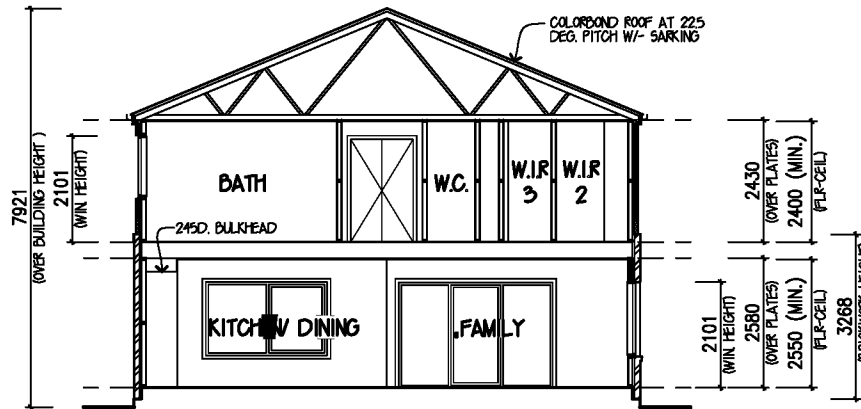 COLORBOND ROOF AT 22.5
DEG. PITCH W/- SARKING
7921
(OVER BUILDING HEIGHT)
2101
(WIN. HEIGHT)
BATH
W.C.
W.I.R
3
W.I.R
2
2430
(OVER PLATES)
2400 (MIN.)
(FLR-CEIL)
245D. BULKHEAD
KITCHEN/ DINING
FAMILY
2101
(WIN. HEIGHT)
2580
(OVER PLATES)
2550 (MIN.)
(FLR-CEIL)
3268